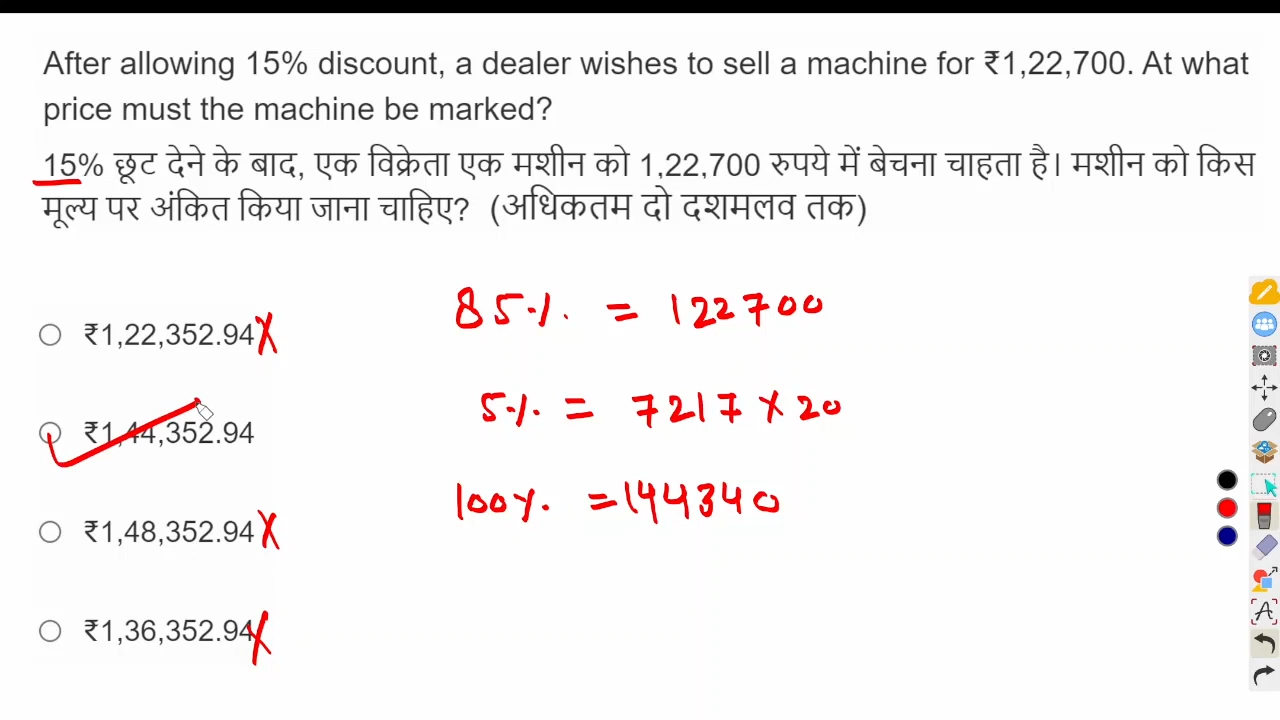 After allowing 15% discount, a dealer wishes to sell a machine for ₹1,22,700. At what
price must the machine be marked?
15% छूट देने के बाद, एक विक्रेता एक मशीन को 1,22,700 रुपये में बेचना चाहता है। मशीन को किस
मूल्य पर अंकित किया जाना चाहिए? (अधिकतम दो दशमलव तक)
85% = 122700
₹1,22,352.94 X
5% = 7217 × 20
₹1,44,352.94
100% = 144340
₹1,48,352.94 X
₹1,36,352.94 X